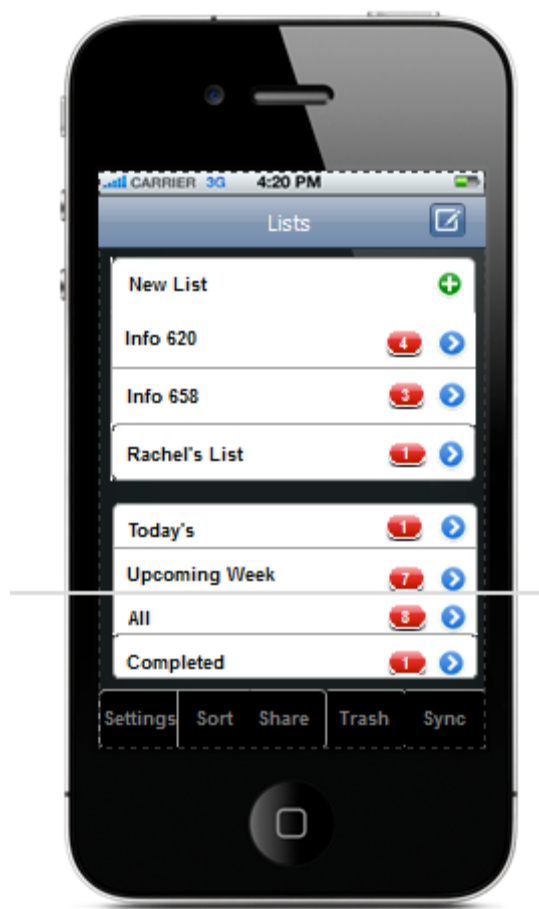 CARRIER 3G 4:20 PM
Lists
New List
Info 620 4
Info 658 3
Rachel's List 1
Today's 1
Upcoming Week 7
All 8
Completed 1
Settings Sort Share Trash Sync